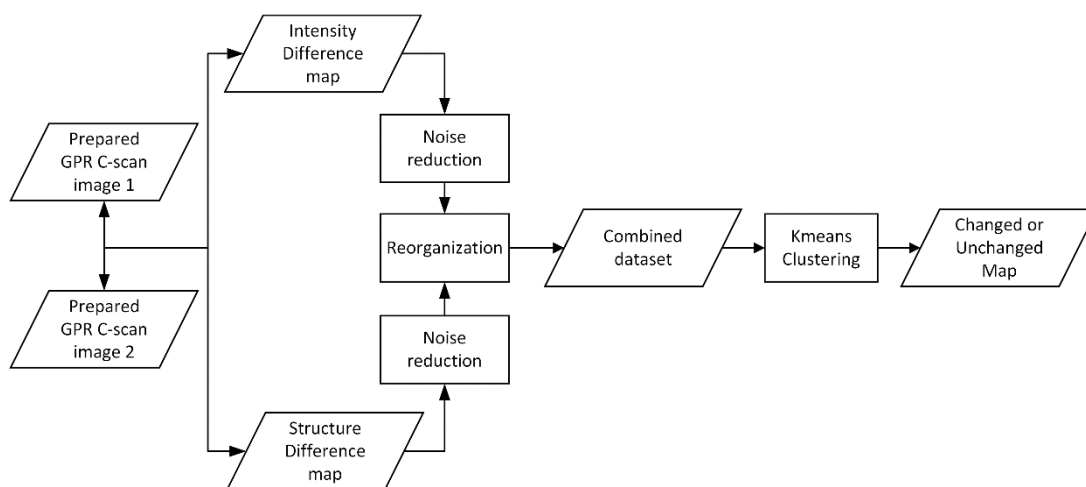 Intensity
Difference
map
Prepared
GPR C-scan
image 1
Noise
reduction
Reorganization
Combined
dataset
Kmeans
Clustering
Changed or
Unchanged
Map
Prepared
GPR C-scan
image 2
Noise
reduction
Structure
Difference
map